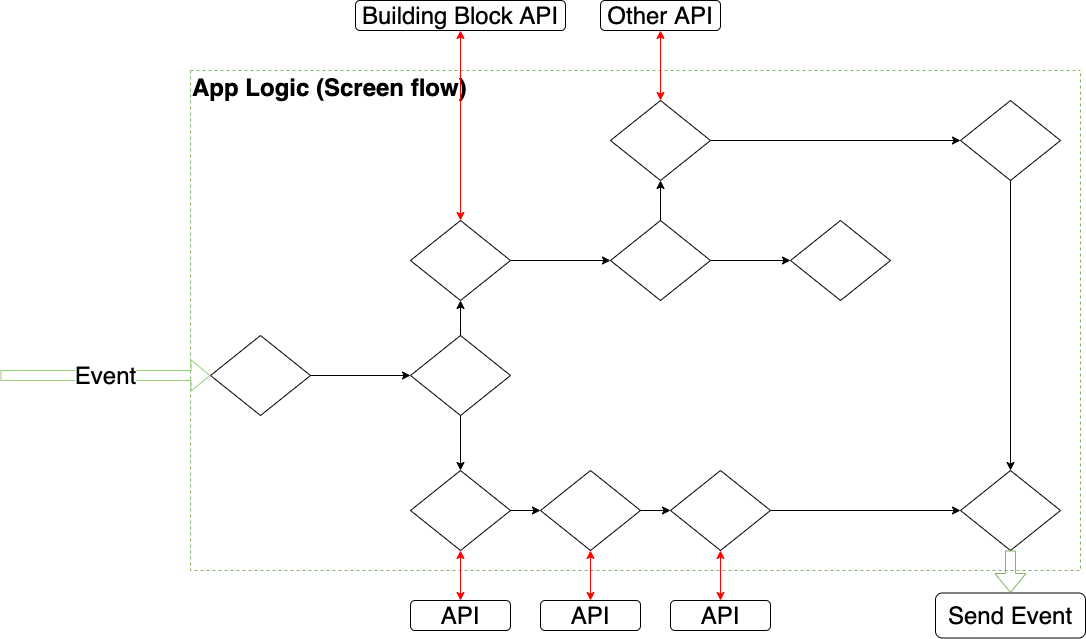 Building Block API
Other API
App Logic (Screen flow)
Event
API
API
API
Send Event